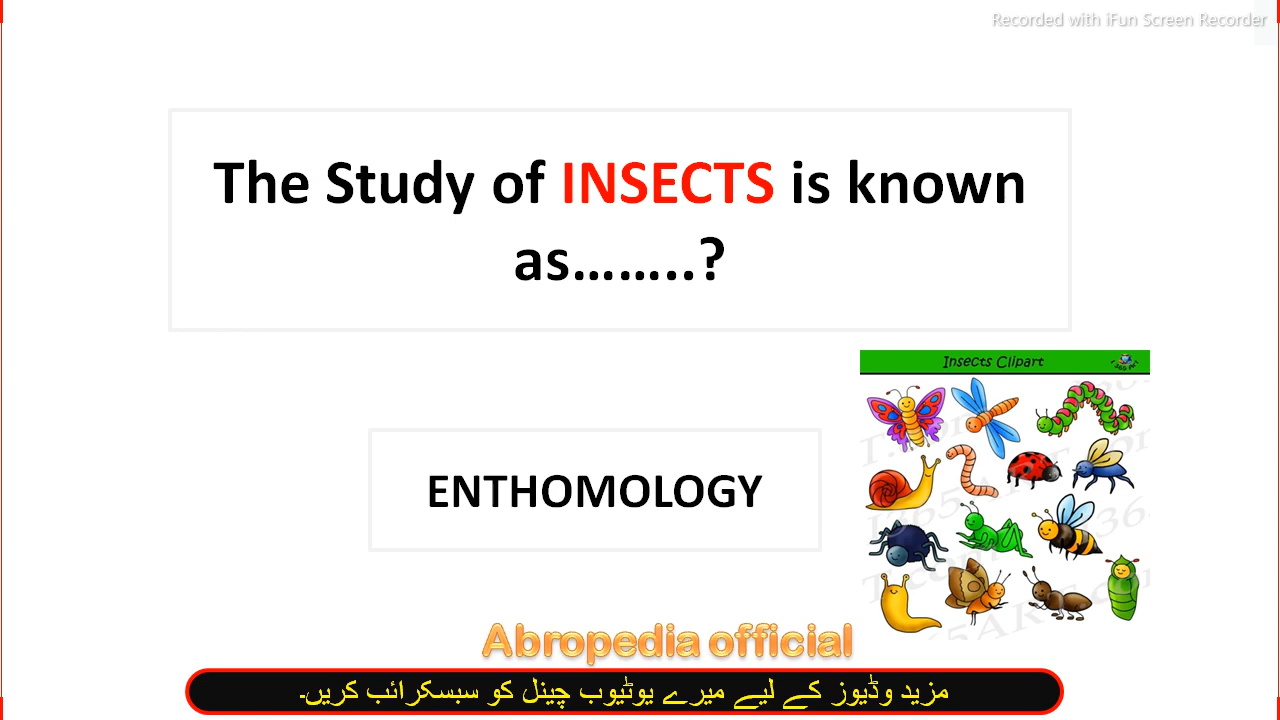 Recorded with iFun Screen Recorder
The Study of INSECTS is known
as……..?
Insects Clipart
ENTHOMOLOGY
Abropedia official
مزید وڈیوز کے لیے میرے یوٹیوب چینل کو سبسکرائب کریں۔